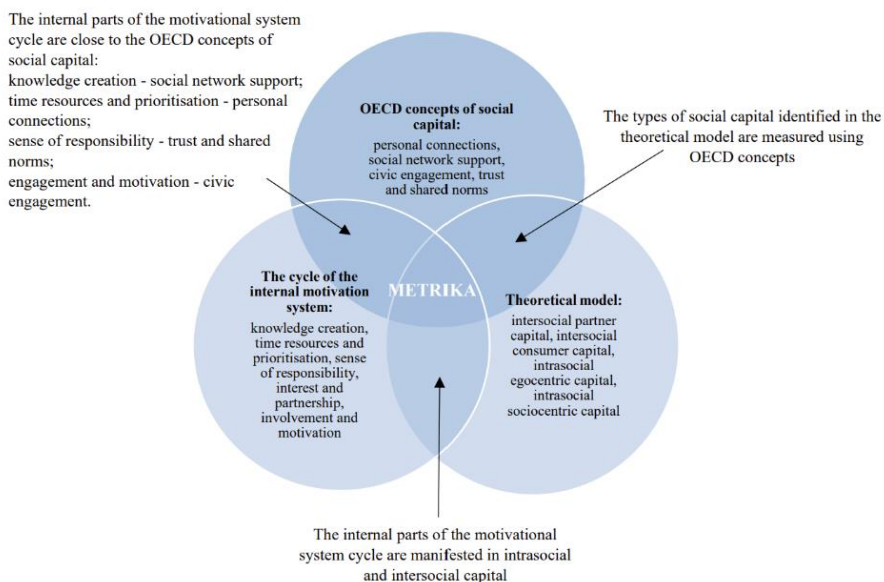 The internal parts of the motivational system
cycle are close to the OECD concepts of
social capital:
knowledge creation - social network support;
time resources and prioritisation - personal
connections;
sense of responsibility - trust and shared
norms;
engagement and motivation - civic
engagement.
OECD concepts of social
capital:
personal connections,
social network support,
civic engagement, trust
and shared norms
The types of social capital identified in the
theoretical model are measured using
OECD concepts
The cycle of the
internal motivation
system:
knowledge creation,
time resources and
prioritisation, sense
of responsibility,
interest and
partnership,
involvement and
motivation
METRIKA
Theoretical model:
intersocial partner
capital, intersocial
consumer capital,
intrasocial
egocentric capital,
intrasocial
sociocentric capital
The internal parts of the motivational
system cycle are manifested in intrasocial
and intersocial capital